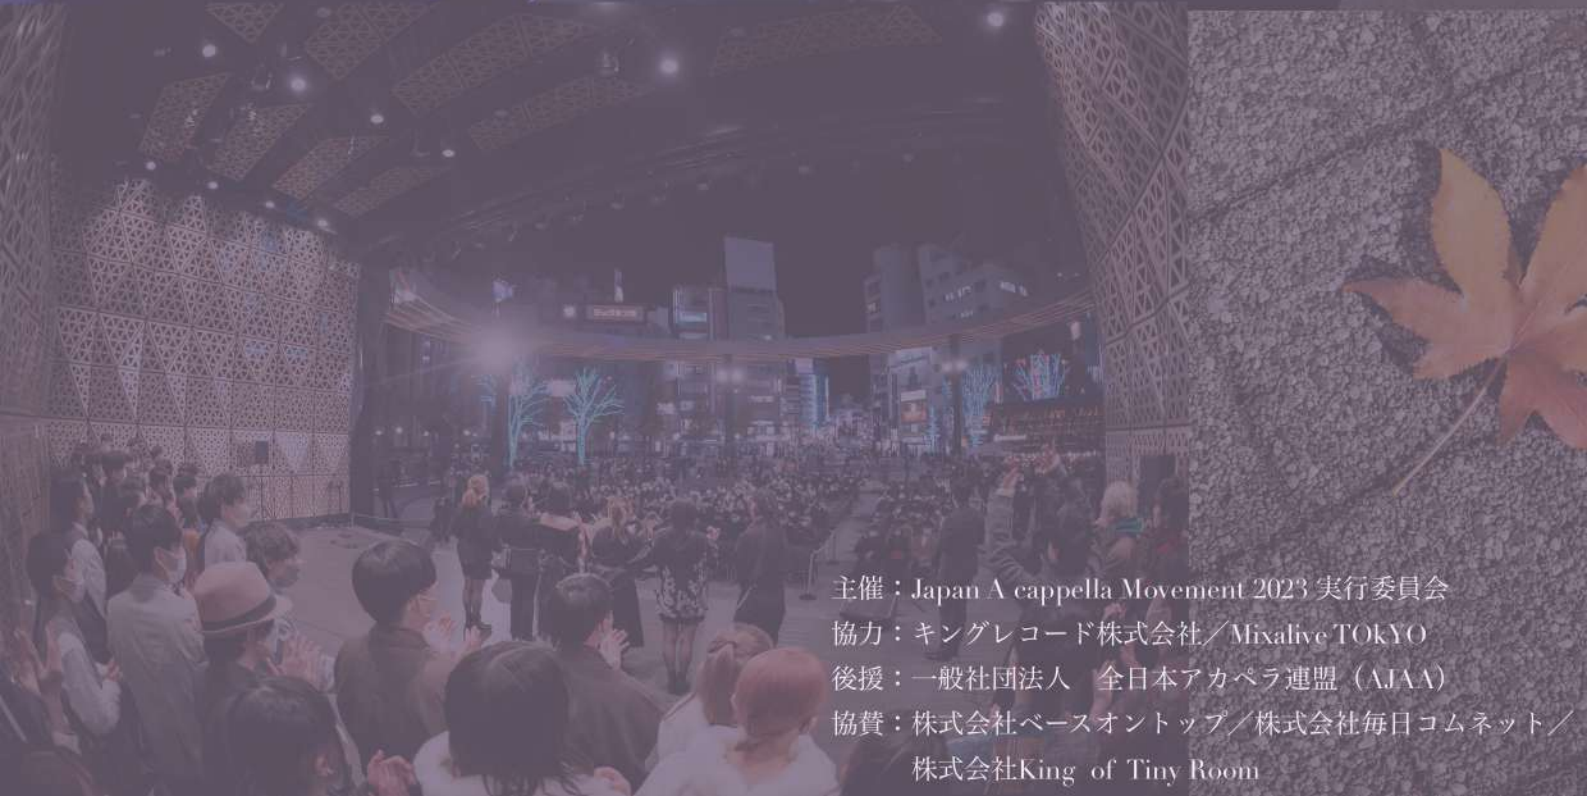 主催：Japan A cappella Movement 2023 実行委員会
協力：キングレコード株式会社／Mixalive TOKYO
後援：一般社団法人　全日本アカペラ連盟（AJAA）
協賛：株式会社ベースオントップ／株式会社毎日コムネット／
株式会社King of Tiny Room